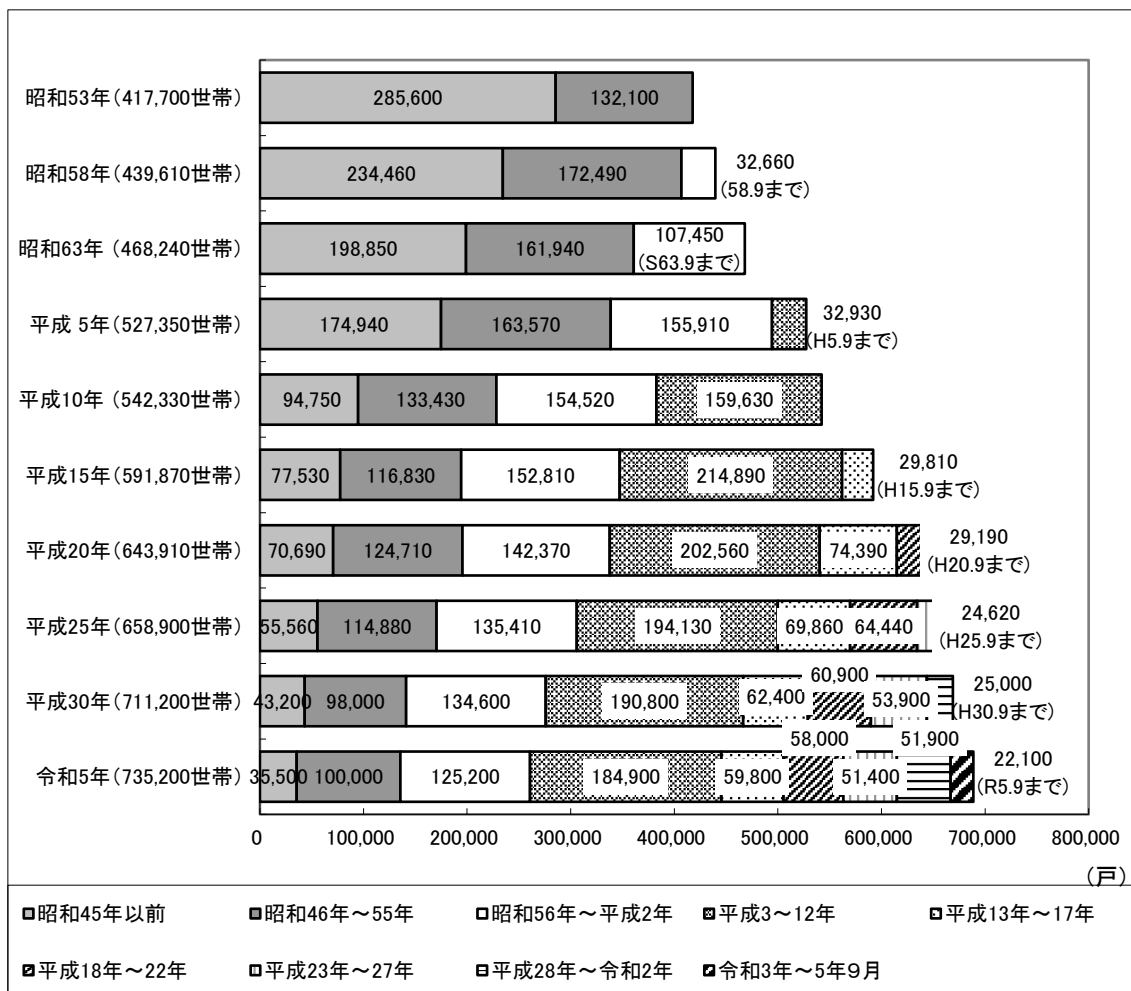 昭和53年(417,700世帯) 285,600 132,100
昭和58年(439,610世帯) 234,460 172,490 32,660
(58.9まで)
昭和63年 (468,240世帯) 198,850 161,940 107,450
(S63.9まで)
平成 5年(527,350世帯) 174,940 163,570 155,910 32,930
(H5.9まで)
平成10年 (542,330世帯) 94,750 133,430 154,520 159,630
平成15年(591,870世帯) 77,530 116,830 152,810 214,890 29,810
(H15.9まで)
平成20年(643,910世帯) 70,690 124,710 142,370 202,560 74,390 29,190
(H20.9まで)
平成25年(658,900世帯) 55,560 114,880 135,410 194,130 69,860 64,440 24,620
(H25.9まで)
平成30年(711,200世帯) 43,200 98,000 134,600 190,800 62,400 60,900 53,900 25,000
(H30.9まで)
令和5年(735,200世帯) 35,500 100,000 125,200 184,900 59,800 58,000 51,400 51,900 22,100
(R5.9まで)
0 100,000 200,000 300,000 400,000 500,000 600,000 700,000 800,000
(戸)
昭和45年以前 昭和46年～55年 昭和56年～平成2年 平成3～12年 平成13年～17年
平成18年～22年 平成23年～27年 平成28年～令和2年 令和3年～5年9月